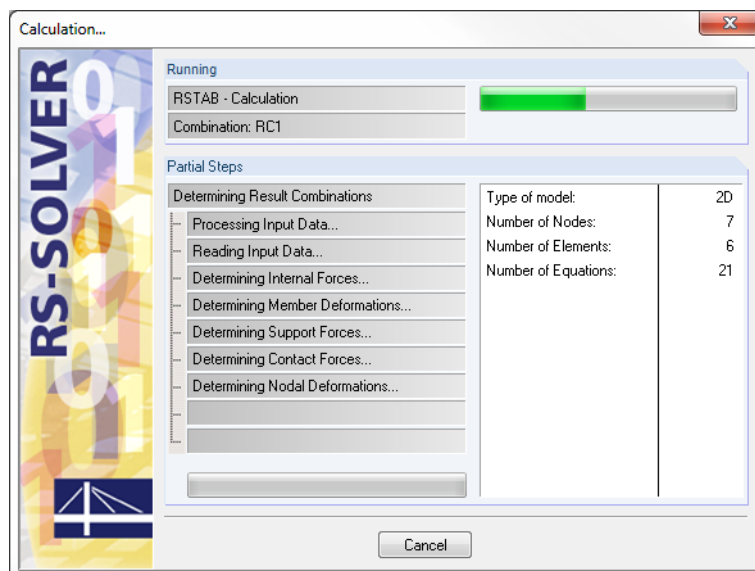 Calculation...
RS-SOLVER
Running
RSTAB - Calculation
Combination: RC1
Partial Steps
Determining Result Combinations
Processing Input Data...
Reading Input Data...
Determining Internal Forces...
Determining Member Deformations...
Determining Support Forces...
Determining Contact Forces...
Determining Nodal Deformations...
Type of model: 2D
Number of Nodes: 7
Number of Elements: 6
Number of Equations: 21
Cancel